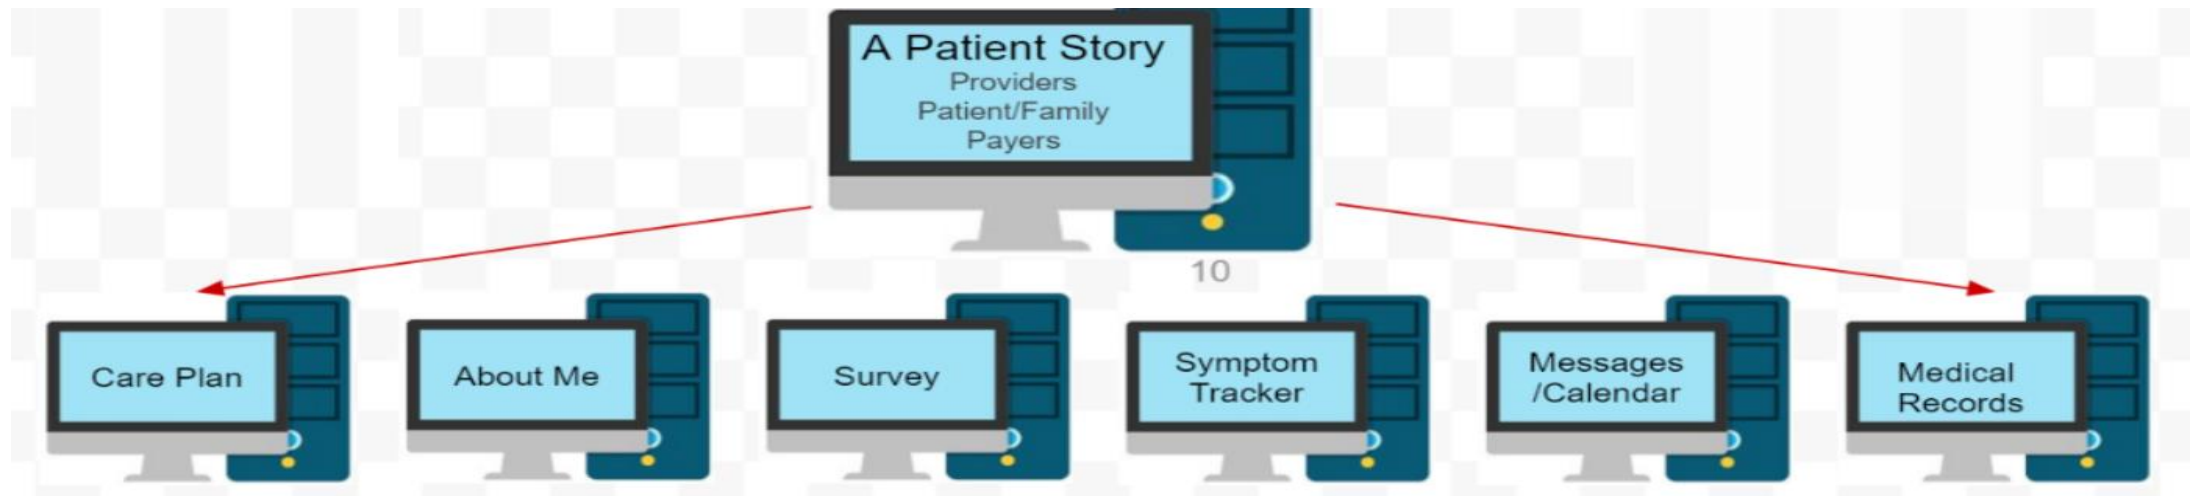 A Patient Story
Providers
Patient/Family
Payers
10
Care Plan
About Me
Survey
Symptom
Tracker
Messages
/Calendar
Medical
Records